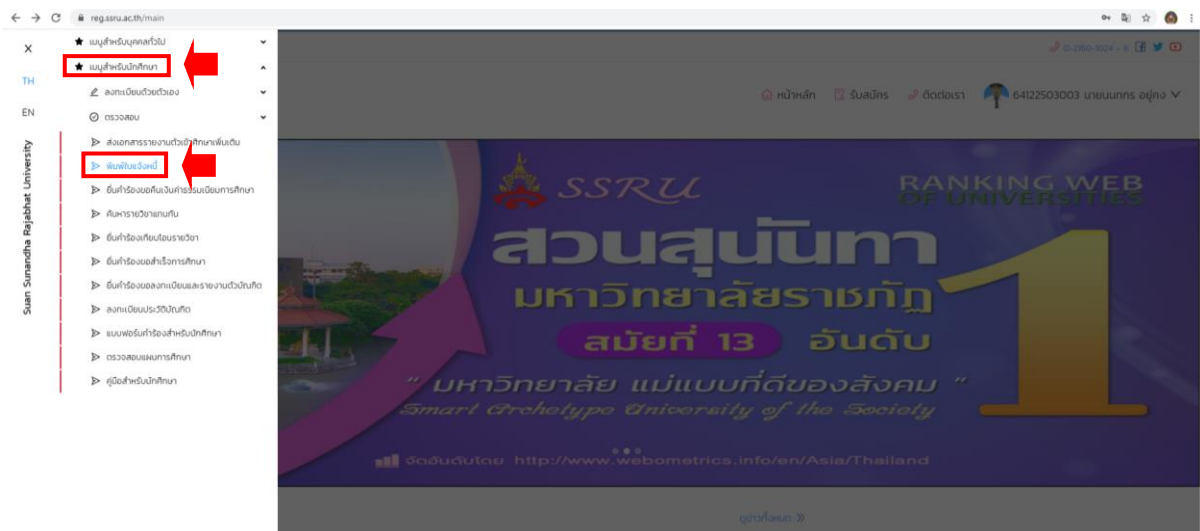 reg.ssru.ac.th/main
X
TH
EN
Suan Sunandha Rajabhat University
เมนูสำหรับบุคคลทั่วไป
เมนูสำหรับนักศึกษา
ลงทะเบียนด้วยตัวเอง
ตรวจสอบ
ส่งเอกสารรายงานตัวเข้าศึกษาเพิ่มเติม
พิมพ์ใบแจ้งหนี้
ยื่นคำร้องขอคืนเงินค่าธรรมเนียมการศึกษา
ค้นหารายวิชาแทนกัน
ยื่นคำร้องเทียบโอนรายวิชา
ยื่นคำร้องขอสำเร็จการศึกษา
ยื่นคำร้องขอลงทะเบียนและรายงานตัวบัณฑิต
ลงทะเบียนประวัติบัณฑิต
แบบฟอร์มคำร้องสำหรับนักศึกษา
ตรวจสอบแผนการศึกษา
คู่มือสำหรับนักศึกษา
0-2160-1024 - 6
หน้าหลัก รับสมัคร ติดต่อเรา 64122503003 นายนนทกร อยู่คง
SSRU
RANKING WEB
OF UNIVERSITIES
สวนสุนันทา
มหาวิทยาลัยราชภัฏ
สมัยที่ 13 อันดับ 1
" มหาวิทยาลัย แม่แบบที่ดีของสังคม "
Smart Archetype University of the Society
จัดอันดับโดย http://www.webometrics.info/en/Asia/Thailand
ดูข่าวทั้งหมด »